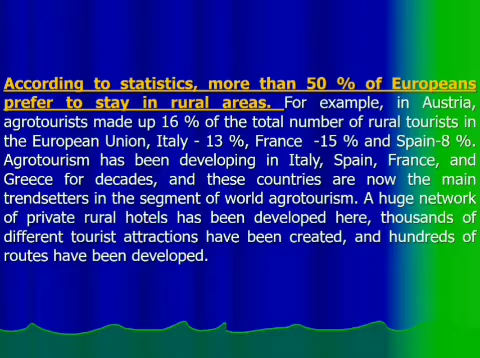 According to statistics, more than 50 % of Europeans
prefer to stay in rural areas. For example, in Austria,
agrotourists made up 16 % of the total number of rural tourists in
the European Union, Italy - 13 %, France -15 % and Spain-8 %.
Agrotourism has been developing in Italy, Spain, France, and
Greece for decades, and these countries are now the main
trendsetters in the segment of world agrotourism. A huge network
of private rural hotels has been developed here, thousands of
different tourist attractions have been created, and hundreds of
routes have been developed.